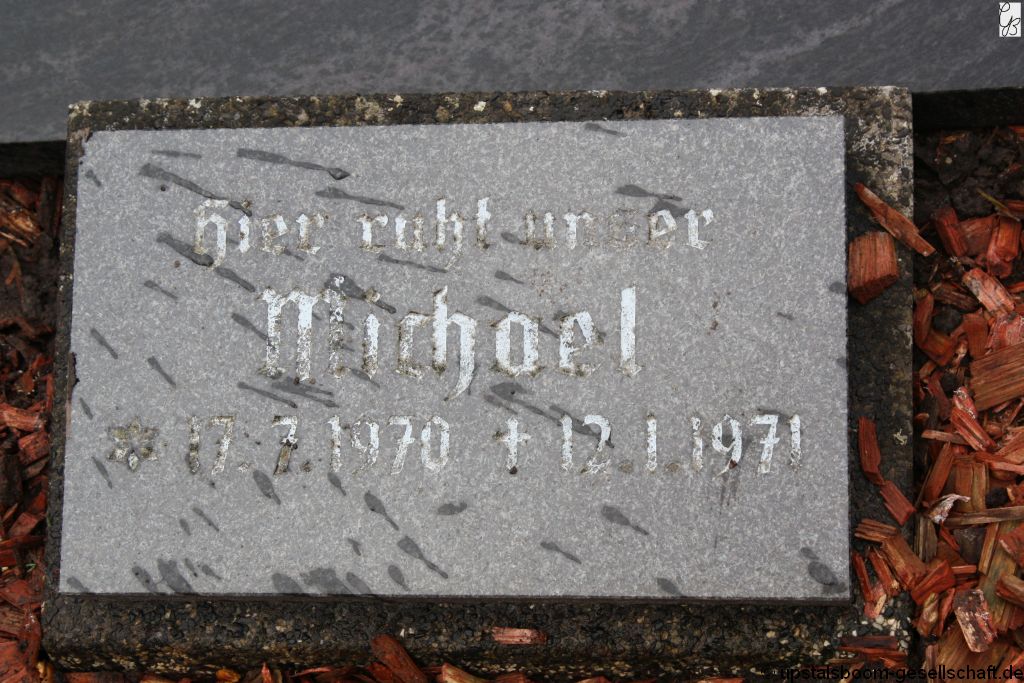 Hier ruht unser
Michael
* 17.7.1970 † 12.1.1971
© upstalsboom-gesellschaft.de